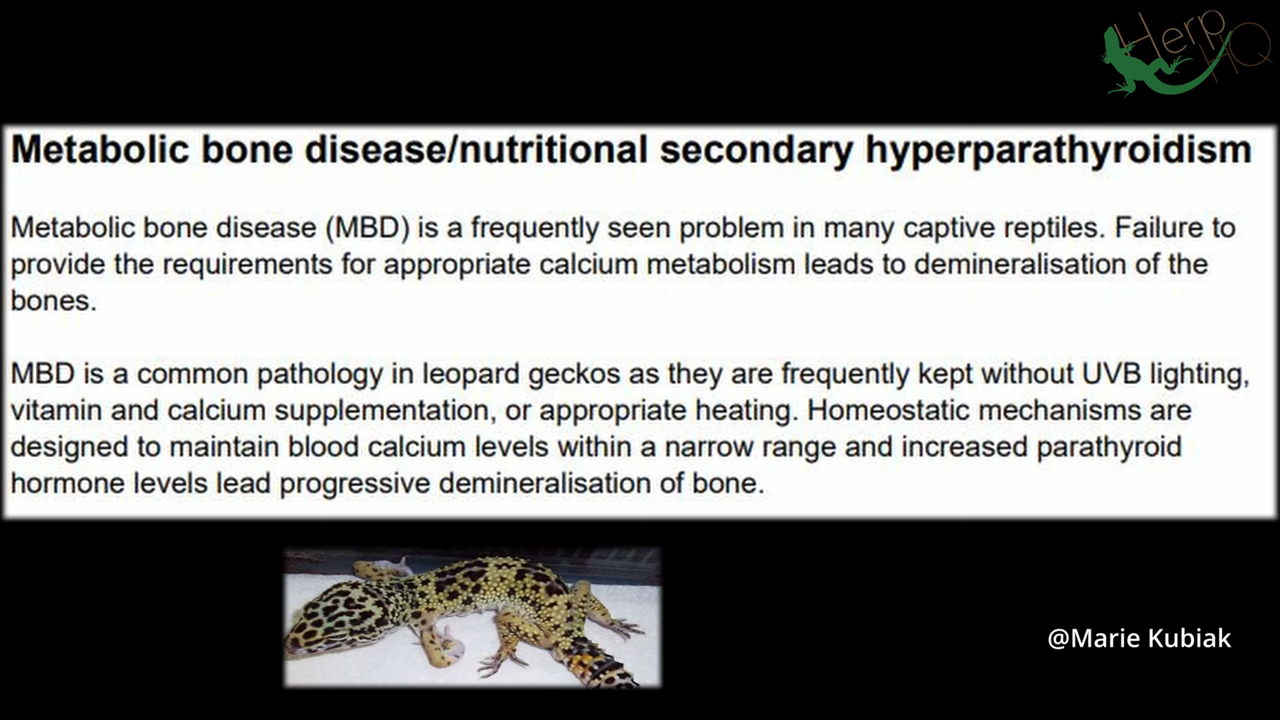 Herp
HQ
Metabolic bone disease/nutritional secondary hyperparathyroidism
Metabolic bone disease (MBD) is a frequently seen problem in many captive reptiles. Failure to
provide the requirements for appropriate calcium metabolism leads to demineralisation of the
bones.
MBD is a common pathology in leopard geckos as they are frequently kept without UVB lighting,
vitamin and calcium supplementation, or appropriate heating. Homeostatic mechanisms are
designed to maintain blood calcium levels within a narrow range and increased parathyroid
hormone levels lead progressive demineralisation of bone.
@Marie Kubiak